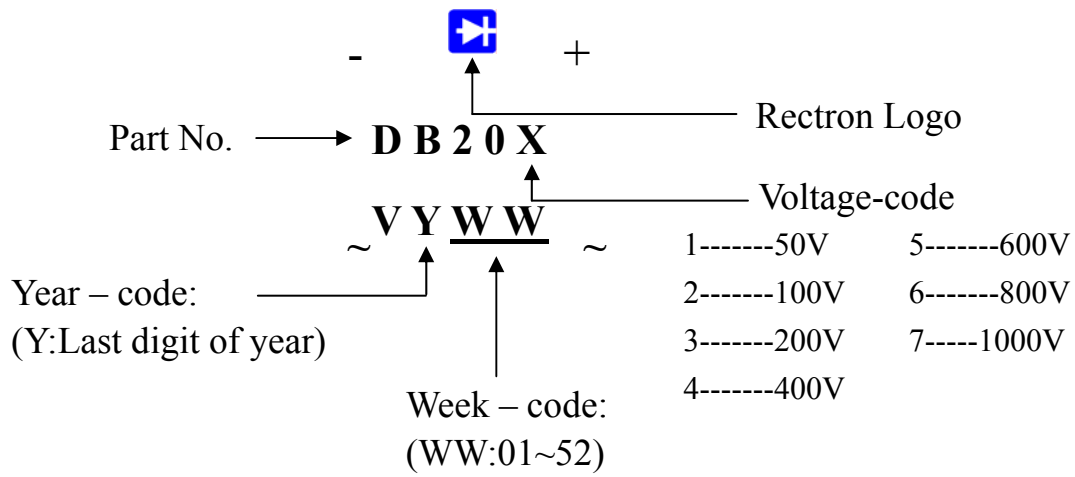 - +
Rectron Logo
Part No. D B 2 0 X
Voltage-code
~ V Y W W ~
1-------50V 5-------600V
Year – code:
2-------100V 6-------800V
(Y:Last digit of year)
3-------200V 7-----1000V
4-------400V
Week – code:
(WW:01~52)